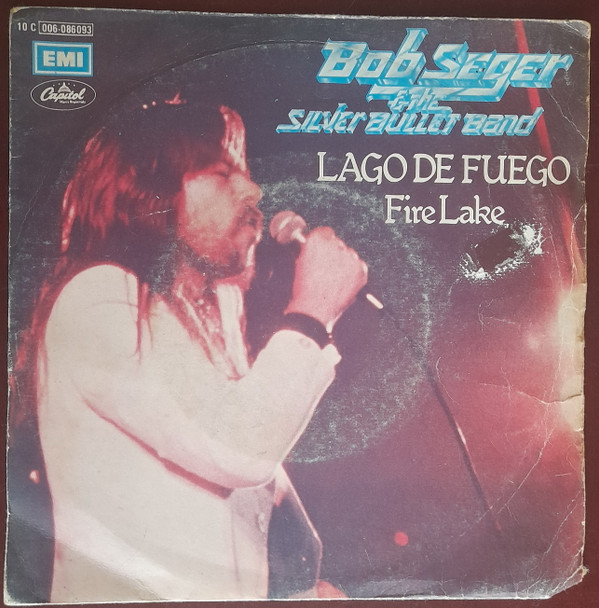 10 C 006-086093
EMI
Capitol
Bob Seger
& the
Silver Bullet Band
LAGO DE FUEGO
Fire Lake